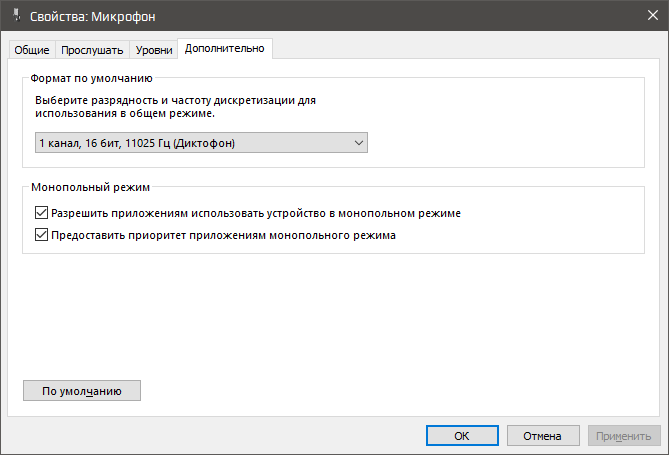 Свойства: Микрофон
Общие Прослушать Уровни Дополнительно
Формат по умолчанию
Выберите разрядность и частоту дискретизации для
использования в общем режиме.
1 канал, 16 бит, 11025 Гц (Диктофон)
Монопольный режим
Разрешить приложениям использовать устройство в монопольном режиме
Предоставить приоритет приложениям монопольного режима
По умолчанию
ОК Отмена Применить